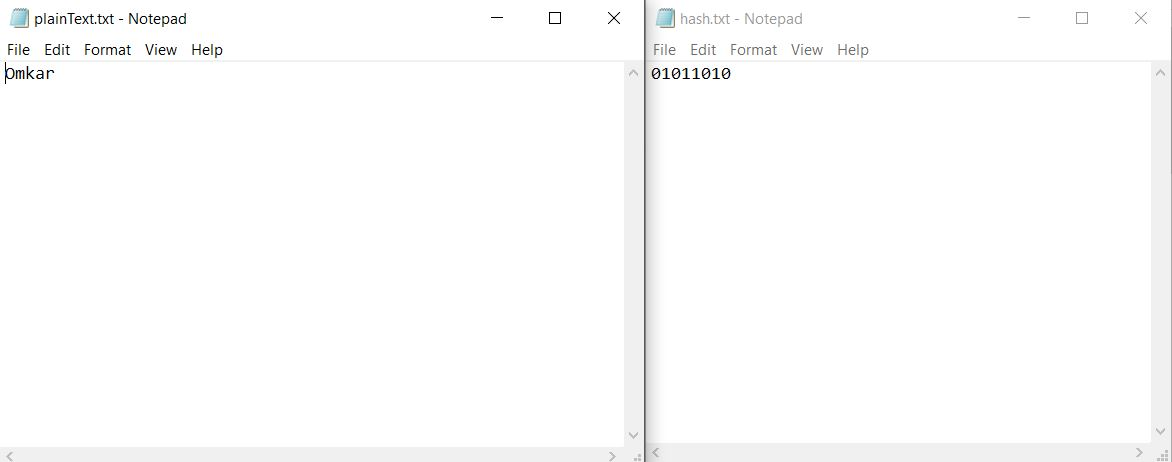 plainText.txt - Notepad
File Edit Format View Help
Omkar
hash.txt - Notepad
File Edit Format View Help
01011010